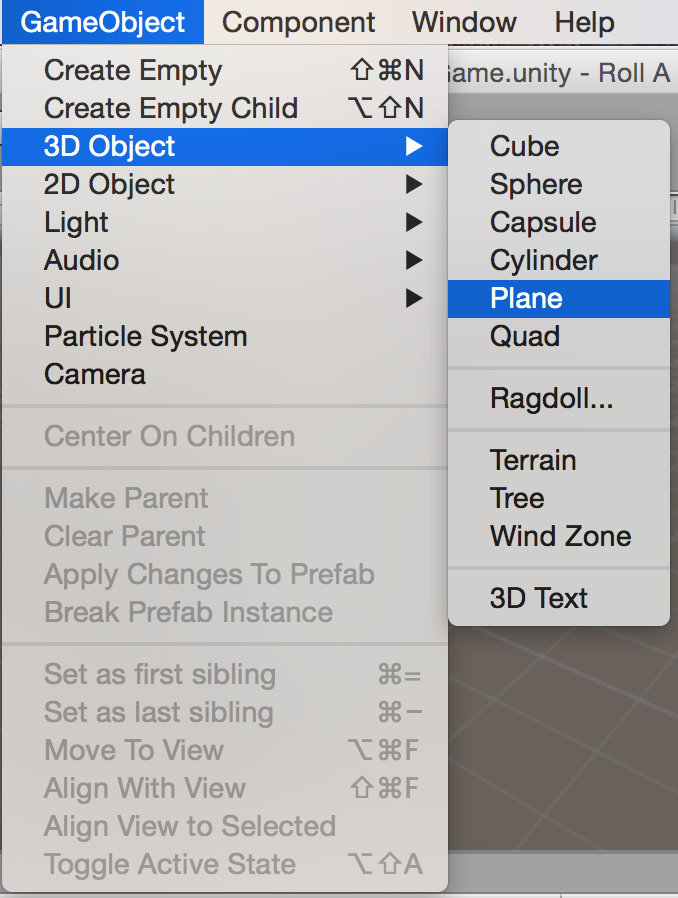 GameObject Component Window Help
Game.unity - Roll A
Create Empty ⇧⌘N
Create Empty Child ⌥⇧N
3D Object ▶
2D Object ▶
Light ▶
Audio ▶
UI ▶
Particle System
Camera
Center On Children
Make Parent
Clear Parent
Apply Changes To Prefab
Break Prefab Instance
Set as first sibling ⌘=
Set as last sibling ⌘−
Move To View ⌥⌘F
Align With View ⇧⌘F
Align View to Selected
Toggle Active State ⌥⇧A
Cube
Sphere
Capsule
Cylinder
Plane
Quad
Ragdoll...
Terrain
Tree
Wind Zone
3D Text